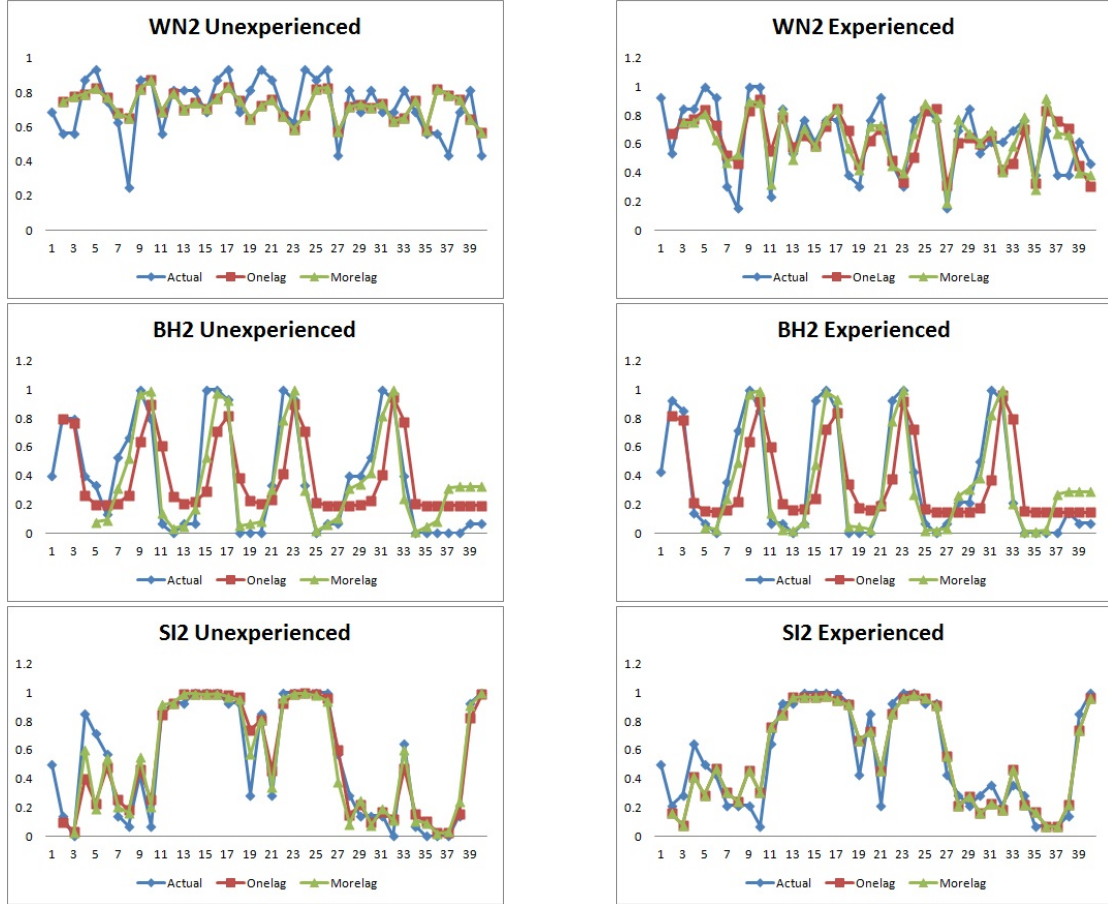 WN2 Unexperienced
1
0.8
0.6
0.4
0.2
0
1 3 5 7 9 11 13 15 17 19 21 23 25 27 29 31 33 35 37 39
Actual Onelag Morelag
WN2 Experienced
1.2
1
0.8
0.6
0.4
0.2
0
1 3 5 7 9 11 13 15 17 19 21 23 25 27 29 31 33 35 37 39
Actual OneLag MoreLag
BH2 Unexperienced
1.2
1
0.8
0.6
0.4
0.2
0
1 3 5 7 9 11 13 15 17 19 21 23 25 27 29 31 33 35 37 39
Actual Onelag Morelag
BH2 Experienced
1.2
1
0.8
0.6
0.4
0.2
0
1 3 5 7 9 11 13 15 17 19 21 23 25 27 29 31 33 35 37 39
Actual Onelag Morelag
SI2 Unexperienced
1.2
1
0.8
0.6
0.4
0.2
0
1 3 5 7 9 11 13 15 17 19 21 23 25 27 29 31 33 35 37 39
Actual Onelag Morelag
SI2 Experienced
1.2
1
0.8
0.6
0.4
0.2
0
1 3 5 7 9 11 13 15 17 19 21 23 25 27 29 31 33 35 37 39
Actual Onelag Morelag